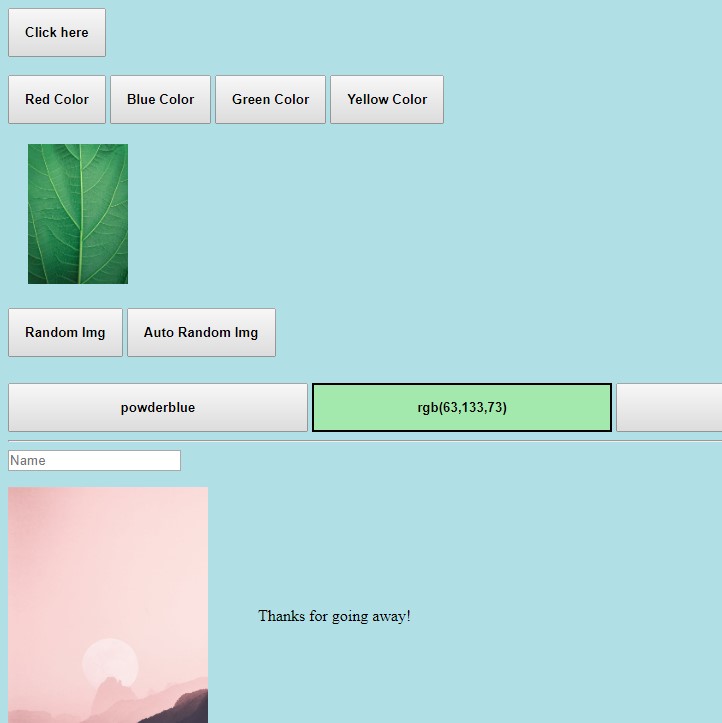 Click here
Red Color Blue Color Green Color Yellow Color
Random Img Auto Random Img
powderblue rgb(63,133,73)
Name
Thanks for going away!